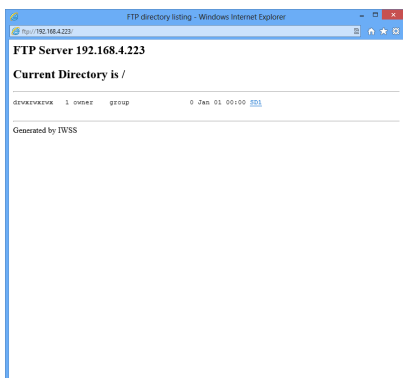 FTP directory listing - Windows Internet Explorer
ftp://192.168.4.223/
FTP Server 192.168.4.223
Current Directory is /
drwxrwxrwx 1 owner group 0 Jan 01 00:00 SD1
Generated by IWSS